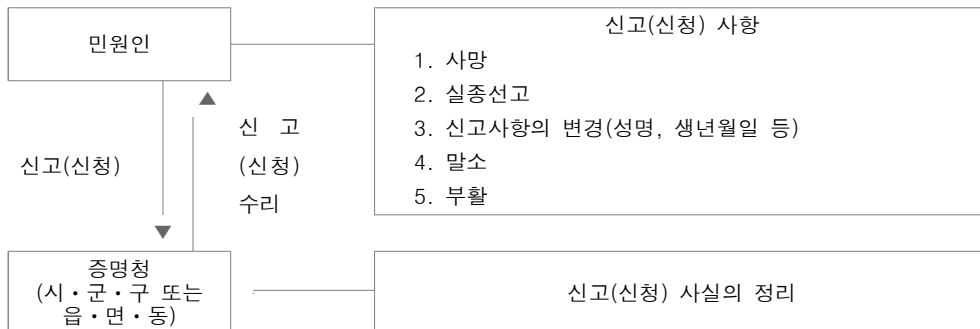 민원인
신고(신청) 사항
1. 사망
2. 실종선고
3. 신고사항의 변경(성명, 생년월일 등)
4. 말소
5. 부활
신고(신청)
신 고
(신청)
수리
증명청
(시・군・구 또는
읍・면・동)
신고(신청) 사실의 정리